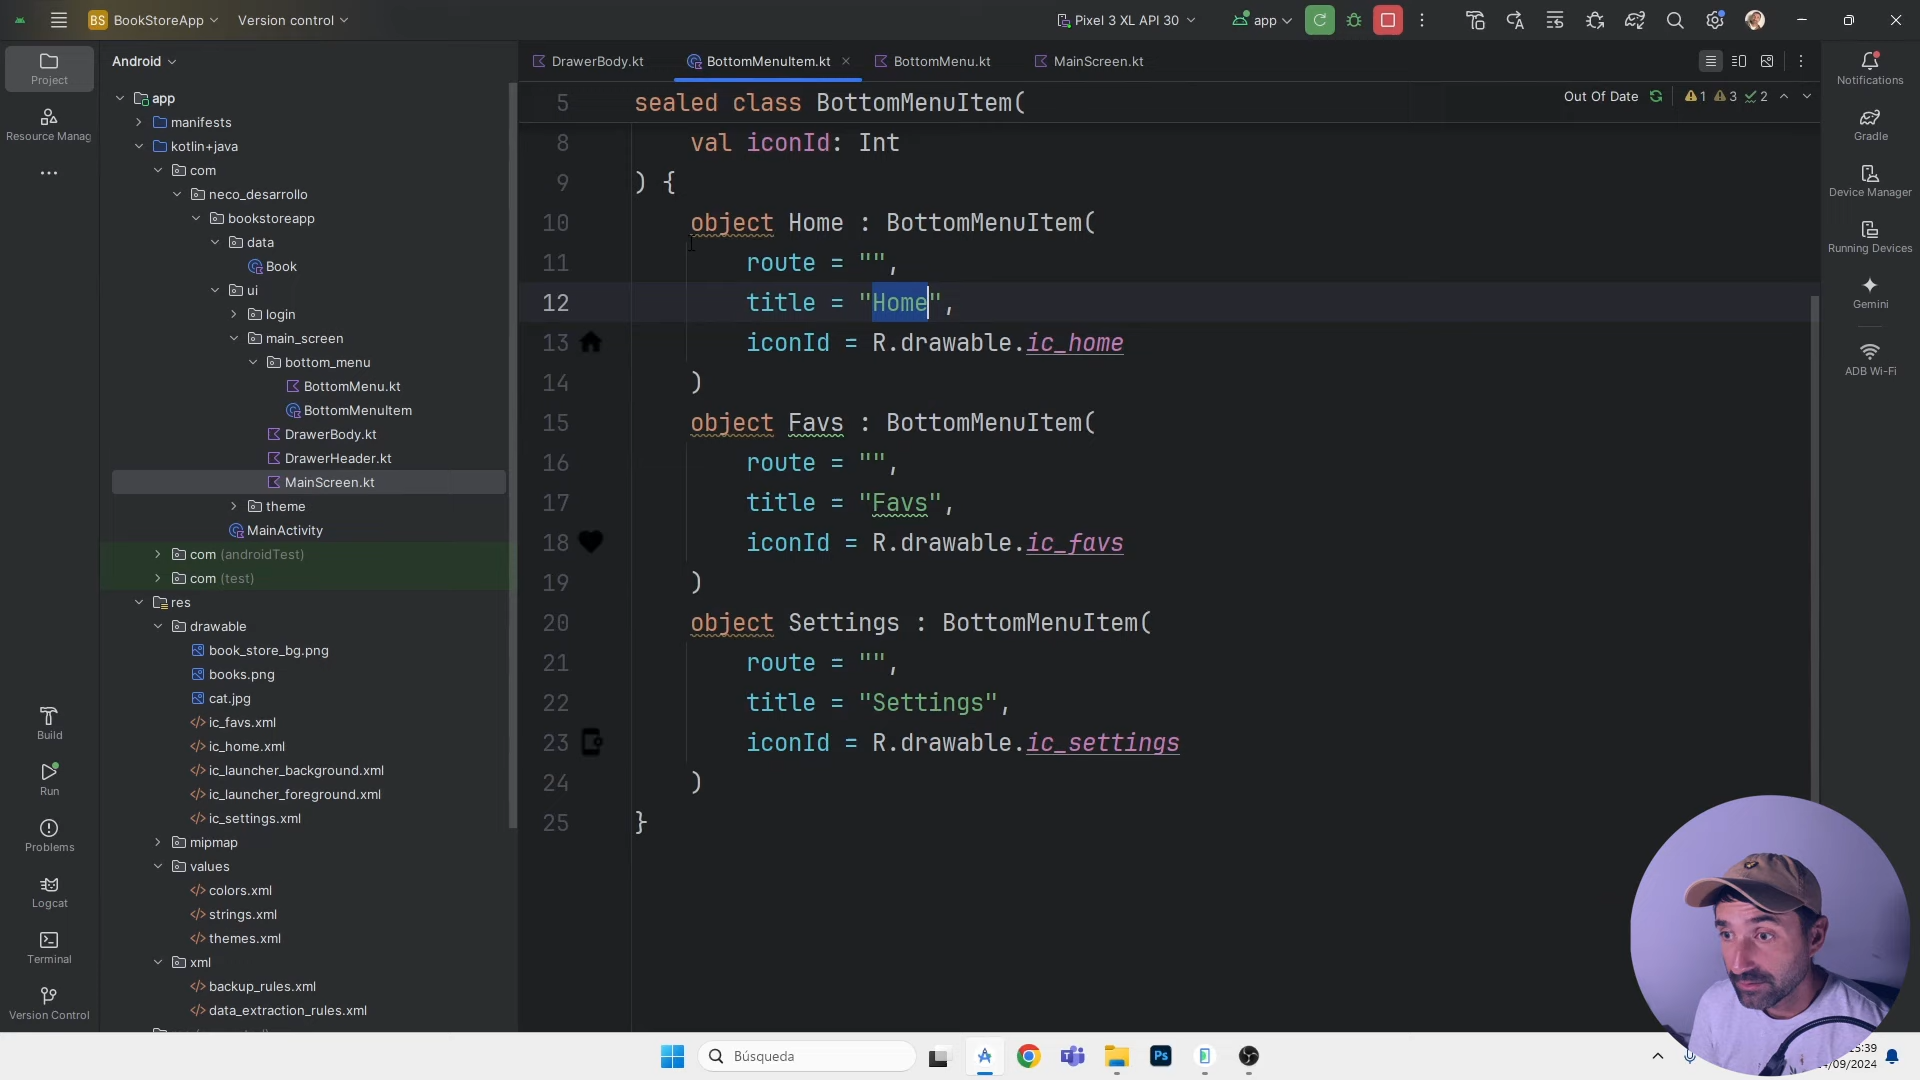 BS BookStoreApp Version control Pixel 3 XL API 30 app
Project
Resource Manag
Build
Run
Problems
Logcat
Terminal
Version Control
Android
app
manifests
kotlin+java
com
neco_desarrollo
bookstoreapp
data
Book
ui
login
main_screen
bottom_menu
BottomMenu.kt
BottomMenuItem
DrawerBody.kt
DrawerHeader.kt
MainScreen.kt
theme
MainActivity
com (androidTest)
com (test)
res
drawable
book_store_bg.png
books.png
cat.jpg
ic_favs.xml
ic_home.xml
ic_launcher_background.xml
ic_launcher_foreground.xml
ic_settings.xml
mipmap
values
colors.xml
strings.xml
themes.xml
xml
backup_rules.xml
data_extraction_rules.xml
DrawerBody.kt BottomMenuItem.kt BottomMenu.kt MainScreen.kt
Out Of Date 1 3 2
5 sealed class BottomMenuItem(
8 val iconId: Int
9 ) {
10 object Home : BottomMenuItem(
11 route = "",
12 title = "Home",
13 iconId = R.drawable.ic_home
14 )
15 object Favs : BottomMenuItem(
16 route = "",
17 title = "Favs",
18 iconId = R.drawable.ic_favs
19 )
20 object Settings : BottomMenuItem(
21 route = "",
22 title = "Settings",
23 iconId = R.drawable.ic_settings
24 )
25 }
Notifications
Gradle
Device Manager
Running Devices
Gemini
ADB Wi-Fi
Búsqueda
Ps